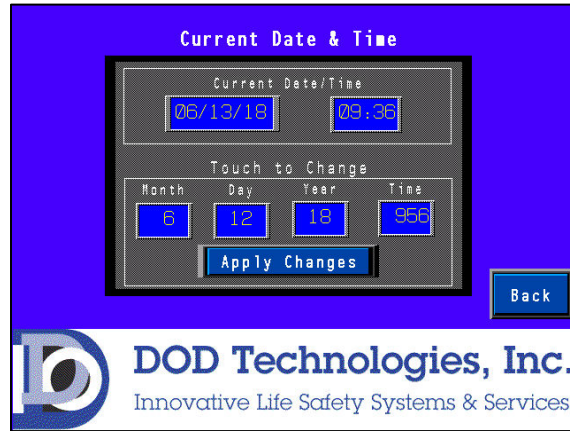 Current Date & Time
Current Date/Time
06/13/18 09:36
Touch to Change
Month Day Year Time
6 12 18 956
Apply Changes
Back
DOD Technologies, Inc.
Innovative Life Safety Systems & Services